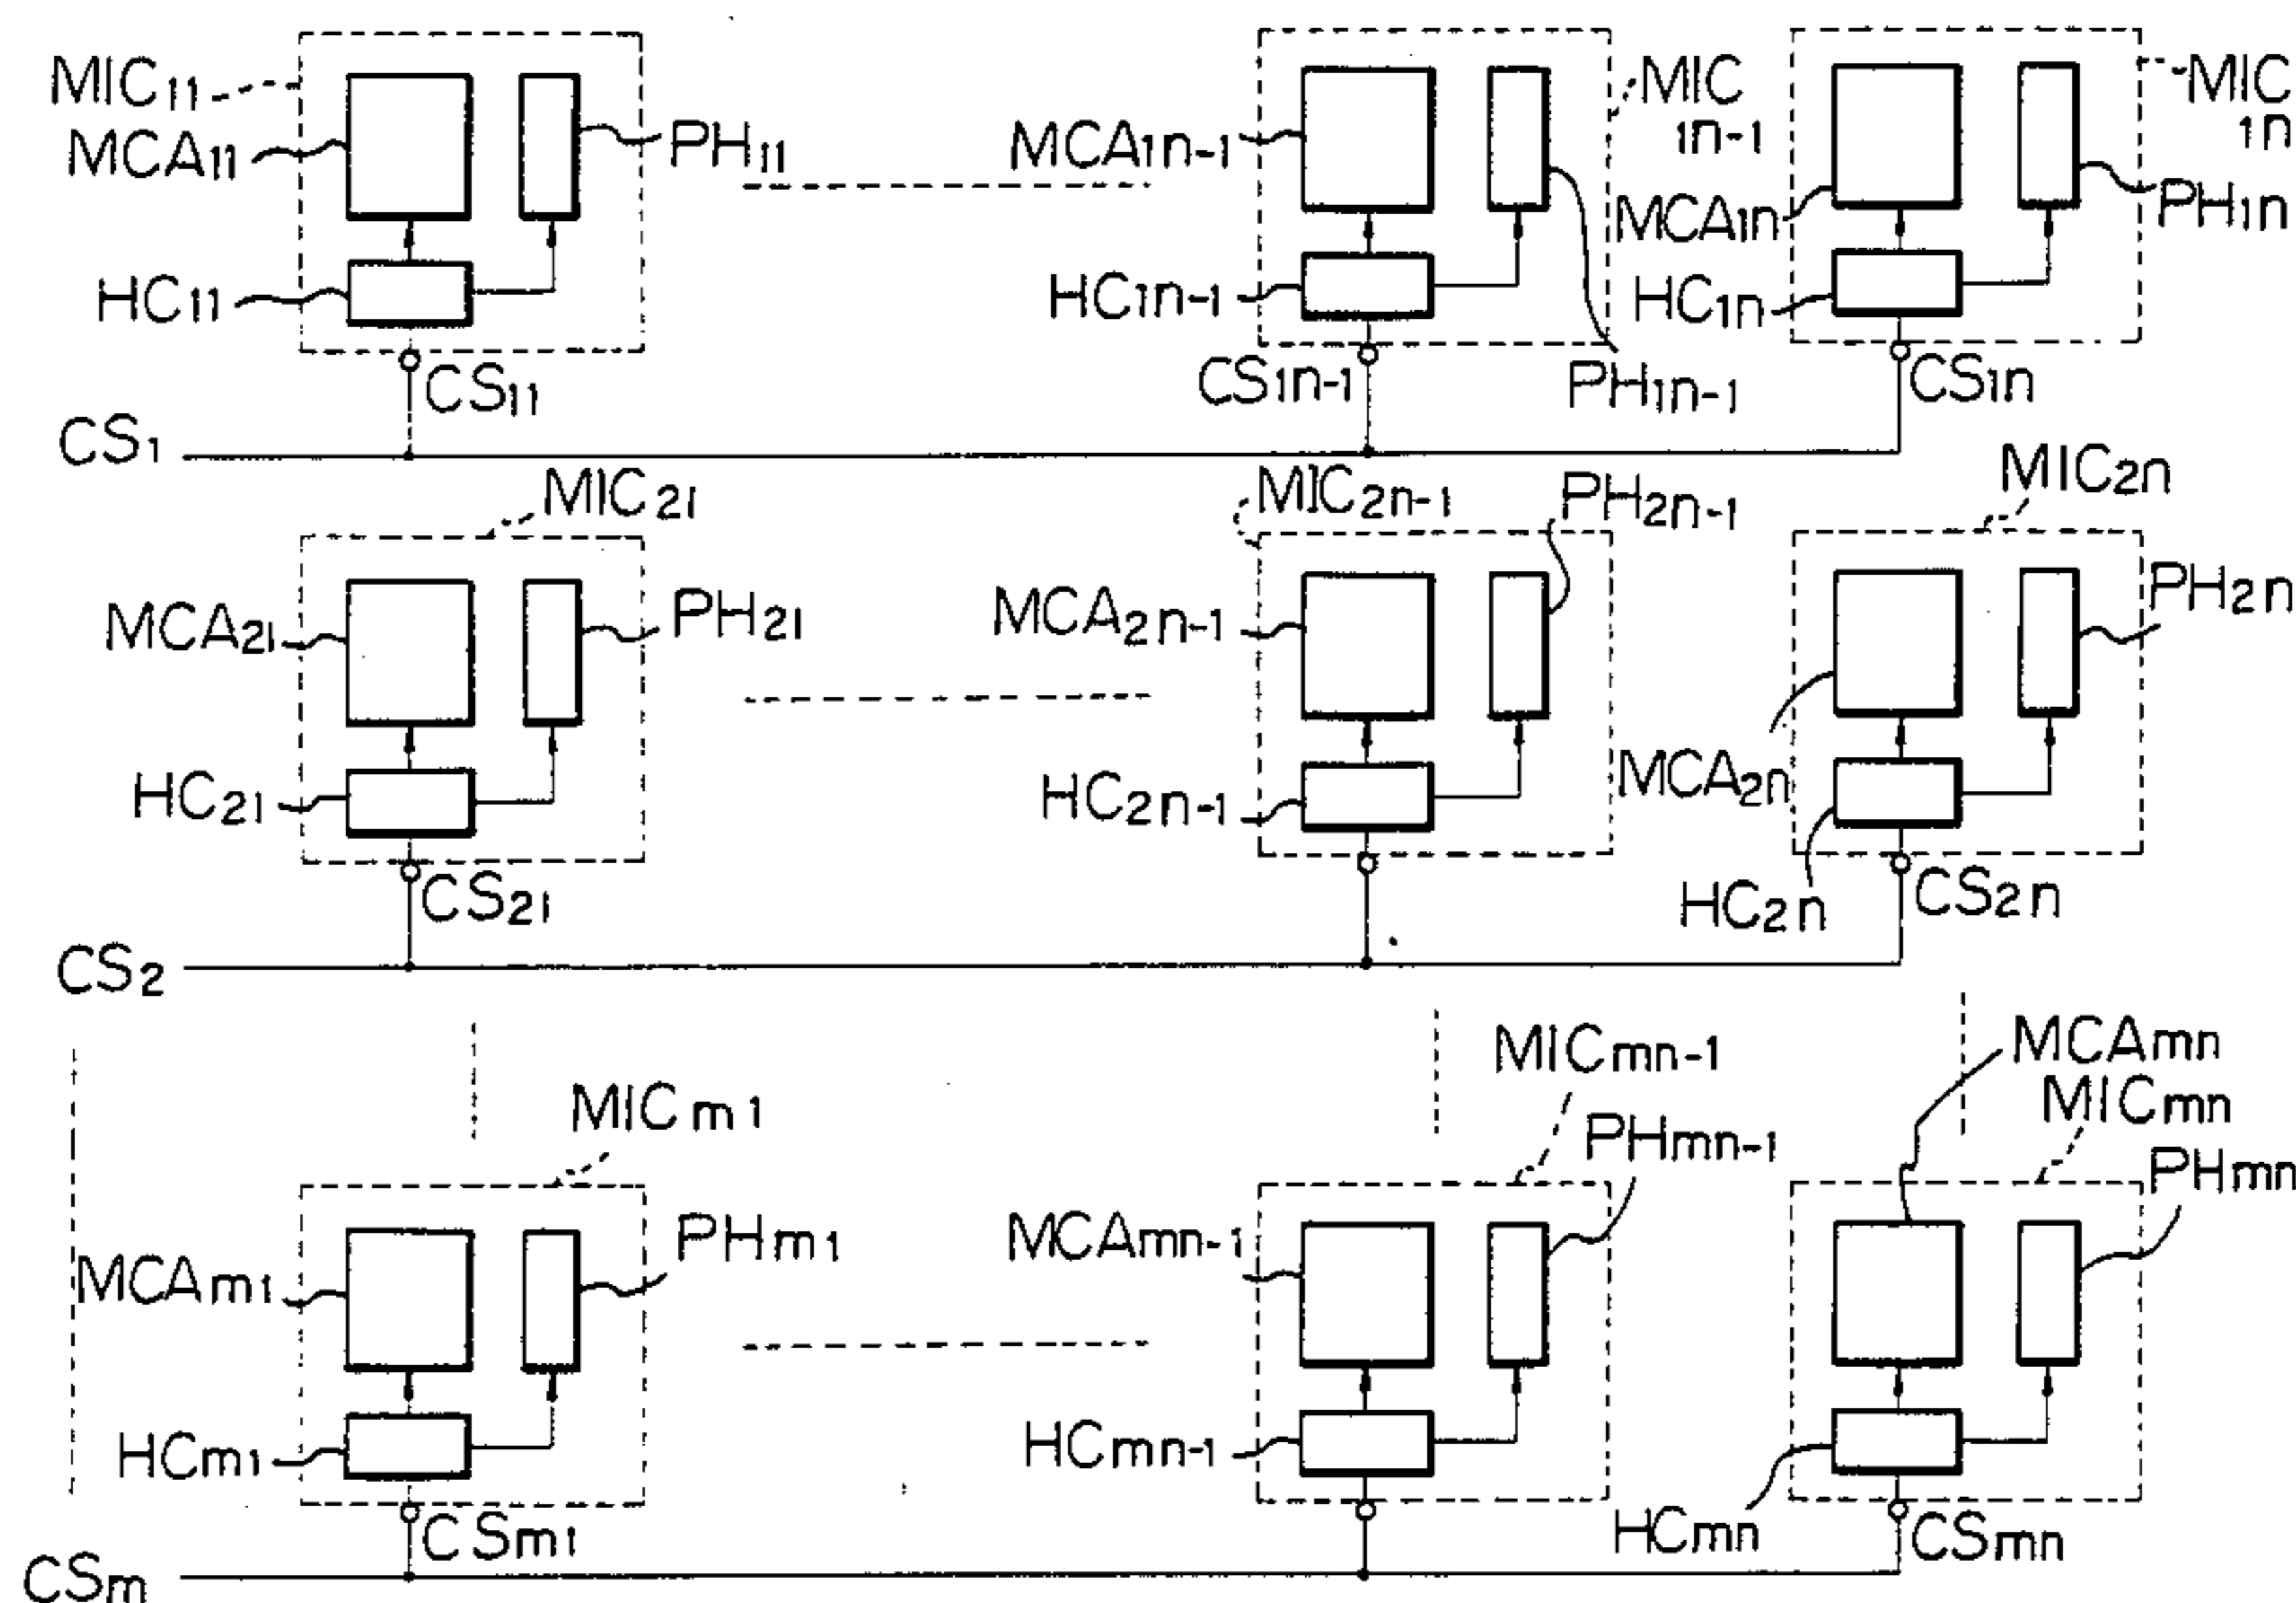 MIC11
MCA11
HC11
PH11
CS11
MCA1n-1
HC1n-1
CS1n-1
MIC
1n-1
PH1n-1
MCA1n
HC1n
MIC
1n
PH1n
CS1n
CS1
MIC21
MCA21
PH21
HC21
CS21
MIC2n-1
PH2n-1
MCA2n-1
HC2n-1
MIC2n
PH2n
MCA2n
HC2n
CS2n
CS2
MICm1
MCAm1
PHm1
HCm1
CSm1
MICmn-1
PHmn-1
MCAmn-1
HCmn-1
MCAmn
MICmn
PHmn
HCmn
CSmn
CSm